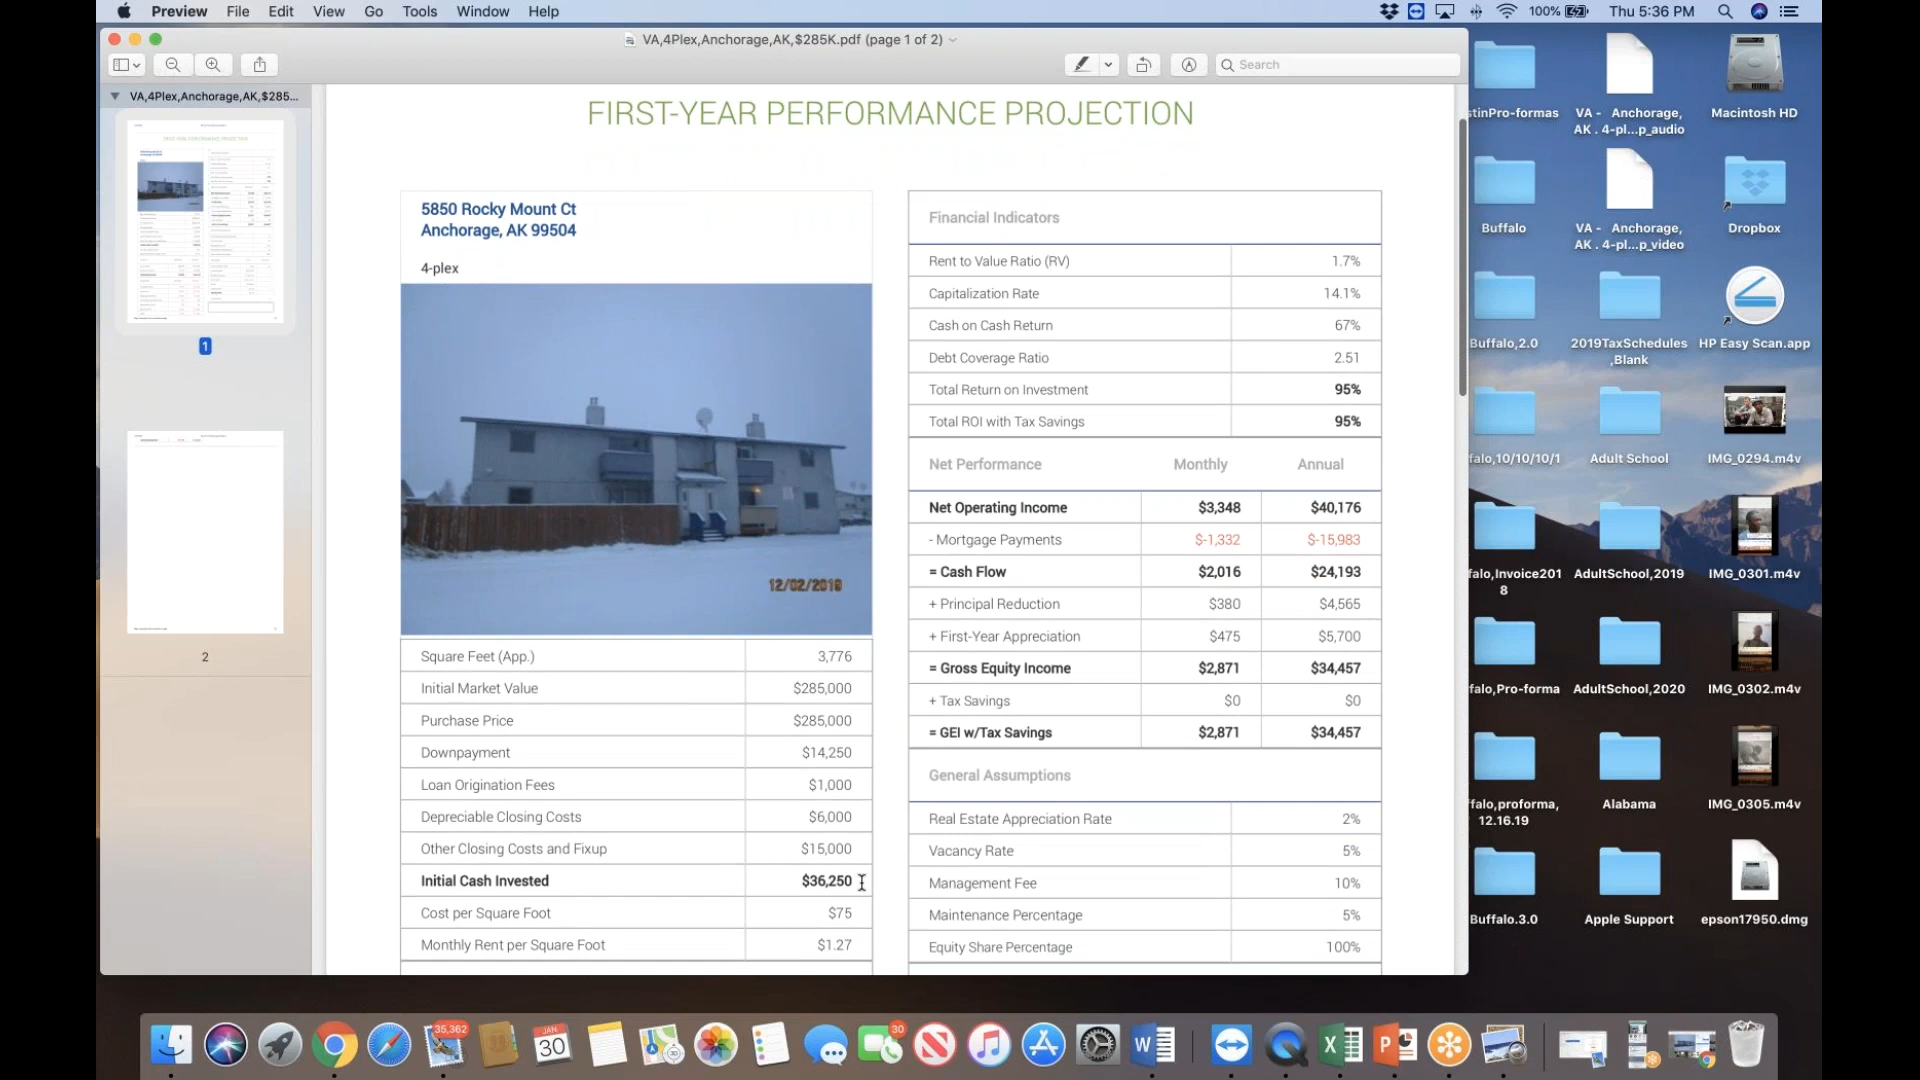 Preview File Edit View Go Tools Window Help
100% Thu 5:36 PM
VA,4Plex,Anchorage,AK,$285K.pdf (page 1 of 2)
Search
VA,4Plex,Anchorage,AK,$285...
1
2
FIRST-YEAR PERFORMANCE PROJECTION
5850 Rocky Mount Ct
Anchorage, AK 99504
4-plex
12/02/2019
Square Feet (App.) 3,776
Initial Market Value $285,000
Purchase Price $285,000
Downpayment $14,250
Loan Origination Fees $1,000
Depreciable Closing Costs $6,000
Other Closing Costs and Fixup $15,000
Initial Cash Invested $36,250
Cost per Square Foot $75
Monthly Rent per Square Foot $1.27
Financial Indicators
Rent to Value Ratio (RV) 1.7%
Capitalization Rate 14.1%
Cash on Cash Return 67%
Debt Coverage Ratio 2.51
Total Return on Investment 95%
Total ROI with Tax Savings 95%
Net Performance Monthly Annual
Net Operating Income $3,348 $40,176
- Mortgage Payments $-1,332 $-15,983
= Cash Flow $2,016 $24,193
+ Principal Reduction $380 $4,565
+ First-Year Appreciation $475 $5,700
= Gross Equity Income $2,871 $34,457
+ Tax Savings $0 $0
= GEI w/Tax Savings $2,871 $34,457
General Assumptions
Real Estate Appreciation Rate 2%
Vacancy Rate 5%
Management Fee 10%
Maintenance Percentage 5%
Equity Share Percentage 100%
stinPro-formas
VA - Anchorage,
AK . 4-pl...p_audio
Macintosh HD
Buffalo
VA - Anchorage,
AK . 4-pl...p_video
Dropbox
Buffalo,2.0
2019TaxSchedules
,Blank
HP Easy Scan.app
falo,10/10/10/1
Adult School
IMG_0294.m4v
falo,Invoice201
8
AdultSchool,2019
IMG_0301.m4v
falo,Pro-forma
AdultSchool,2020
IMG_0302.m4v
falo,proforma,
12.16.19
Alabama
IMG_0305.m4v
Buffalo.3.0
Apple Support
epson17950.dmg
35,362
JAN
30
30
W
X
P